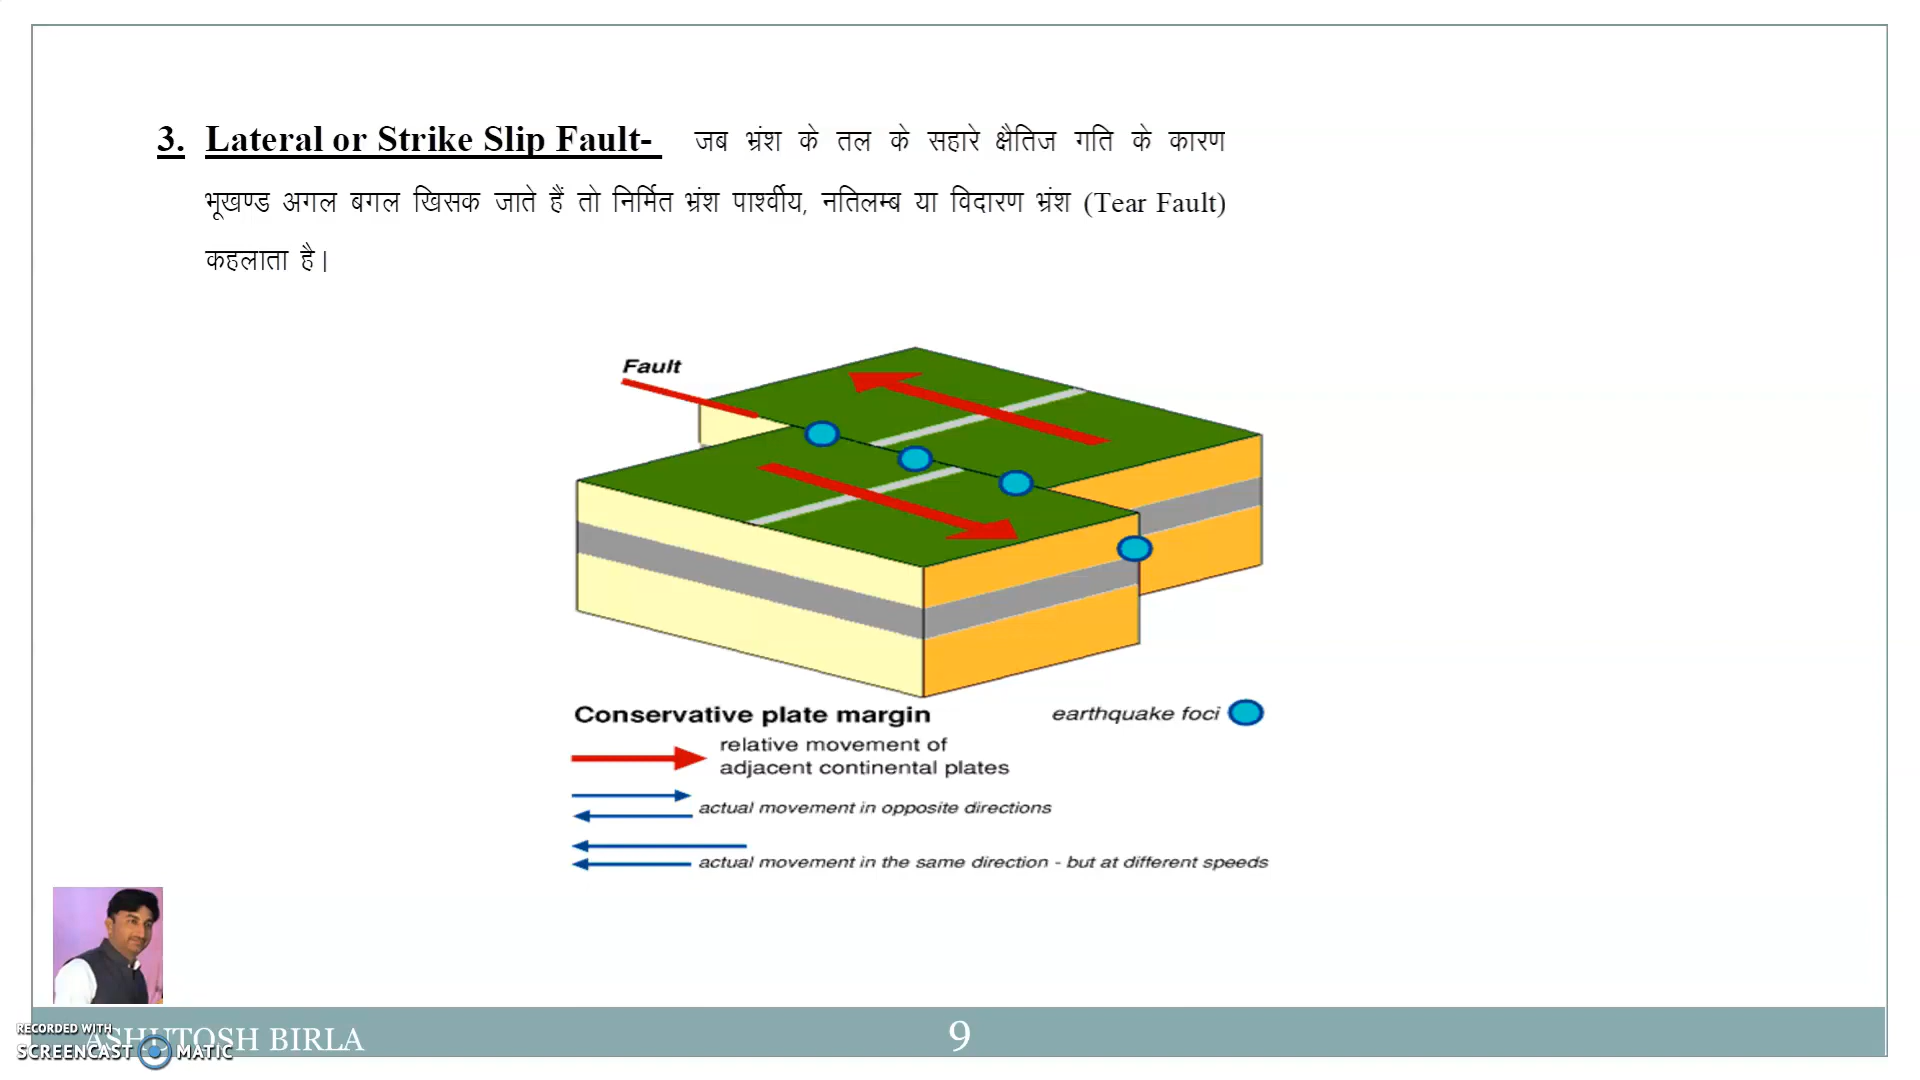 3. Lateral or Strike Slip Fault- जब भ्रंश के तल के सहारे क्षैतिज गति के कारण
भूखण्ड अगल बगल खिसक जाते हैं तो निर्मित भ्रंश पार्श्वीय, नतिलम्ब या विदारण भ्रंश (Tear Fault)
कहलाता है।
Fault
Conservative plate margin
earthquake foci
relative movement of
adjacent continental plates
actual movement in opposite directions
actual movement in the same direction - but at different speeds
RECORDED WITH
SCREENCAST MATIC
ASHUTOSH BIRLA
9